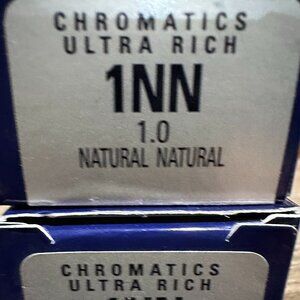 CHROMATICS
ULTRA RICH
1NN
1.0
NATURAL NATURAL
CHROMATICS
ULTRA RICH